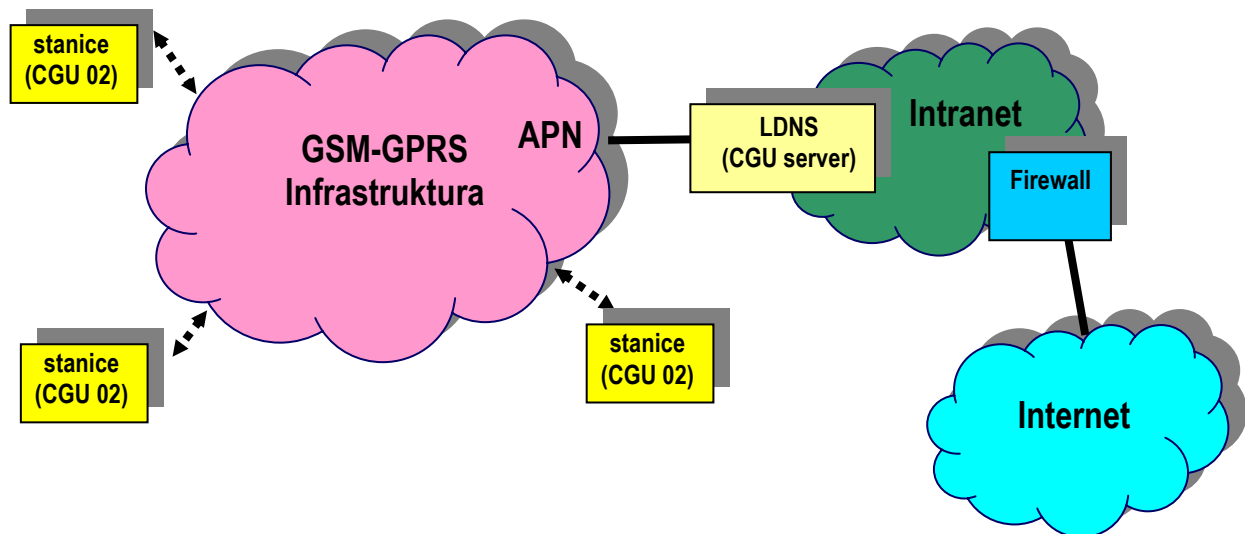 stanice
(CGU 02)
GSM-GPRS
Infrastruktura
APN
LDNS
(CGU server)
Intranet
Firewall
stanice
(CGU 02)
stanice
(CGU 02)
Internet